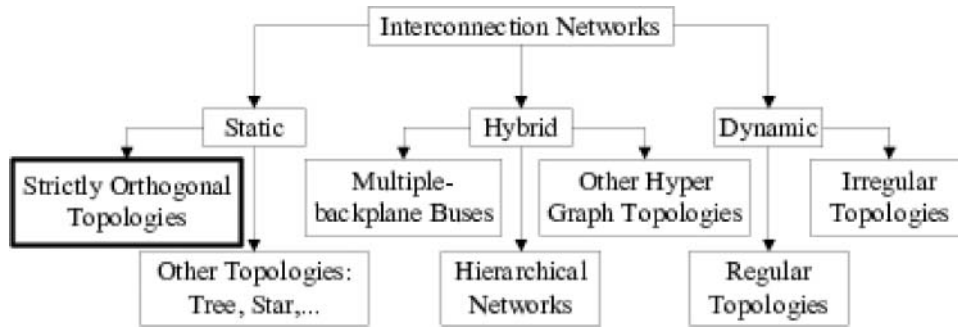 Interconnection Networks
Static
Hybrid
Dynamic
Strictly Orthogonal
Topologies
Multiple-
backplane Buses
Other Hyper
Graph Topologies
Irregular
Topologies
Other Topologies:
Tree, Star,...
Hierarchical
Networks
Regular
Topologies